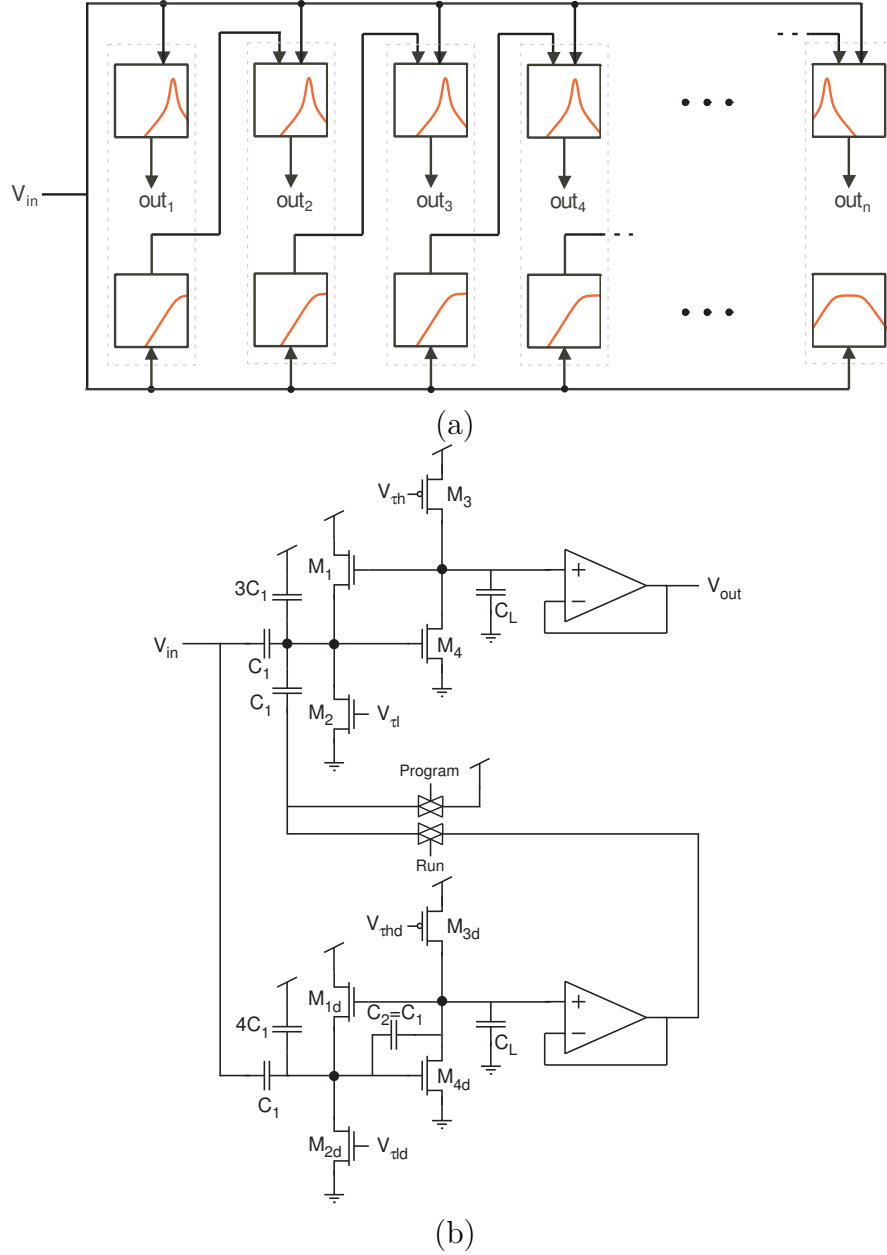 V_in
out_1 out_2 out_3 out_4 out_n
(a)
V_τh M_3
M_1
3C_1
+
−
V_out
C_L
V_in
C_1
M_4
C_1
M_2 V_τl
Program
Run
V_τhd M_3d
M_1d
C_2=C_1
+
−
4C_1
C_L
C_1
M_4d
M_2d V_τld
(b)